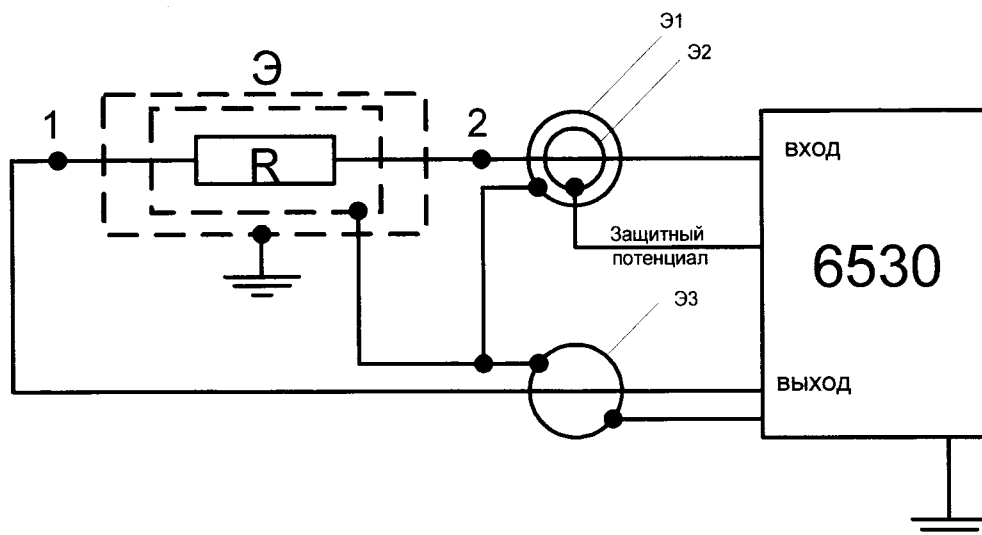 Э1
Э2
Э
1
2
R
ВХОД
Защитный
потенциал
6530
Э3
ВЫХОД